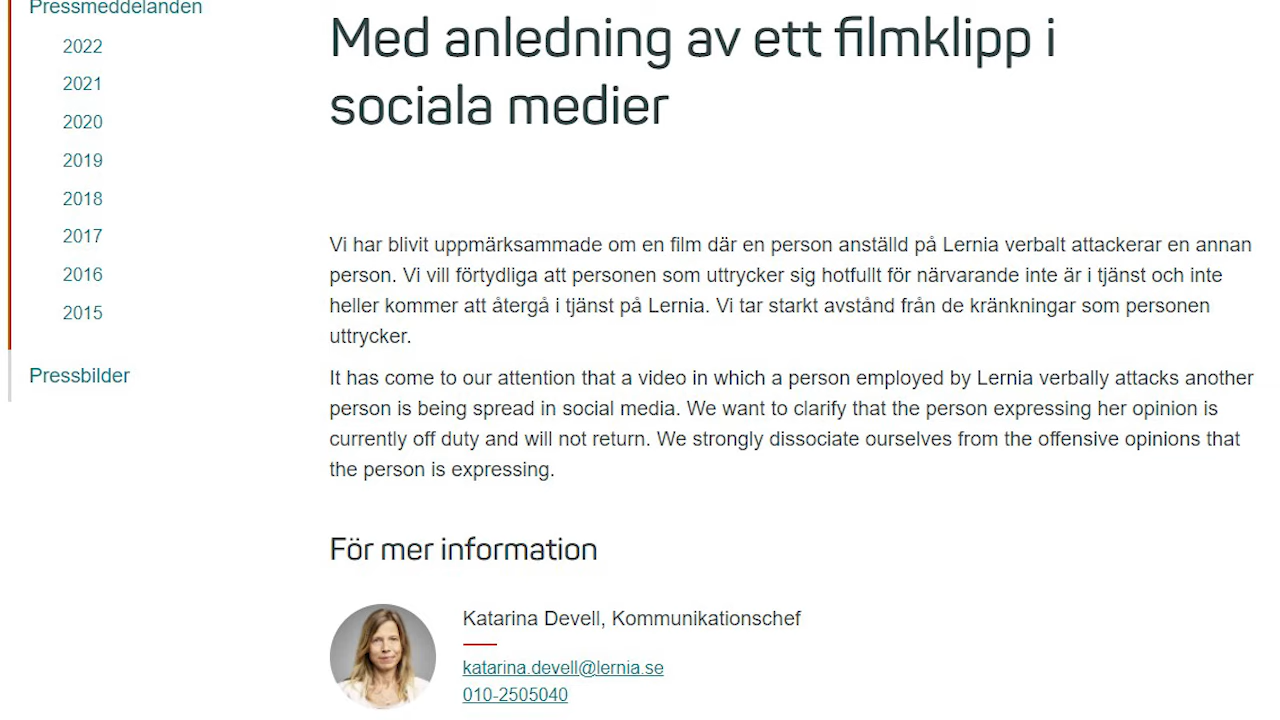 Pressmeddelanden
2022
2021
2020
2019
2018
2017
2016
2015
Pressbilder
Med anledning av ett filmklipp i
sociala medier
Vi har blivit uppmärksammade om en film där en person anställd på Lernia verbalt attackerar en annan
person. Vi vill förtydliga att personen som uttrycker sig hotfullt för närvarande inte är i tjänst och inte
heller kommer att återgå i tjänst på Lernia. Vi tar starkt avstånd från de kränkningar som personen
uttrycker.
It has come to our attention that a video in which a person employed by Lernia verbally attacks another
person is being spread in social media. We want to clarify that the person expressing her opinion is
currently off duty and will not return. We strongly dissociate ourselves from the offensive opinions that
the person is expressing.
För mer information
Katarina Devell, Kommunikationschef
katarina.devell@lernia.se
010-2505040